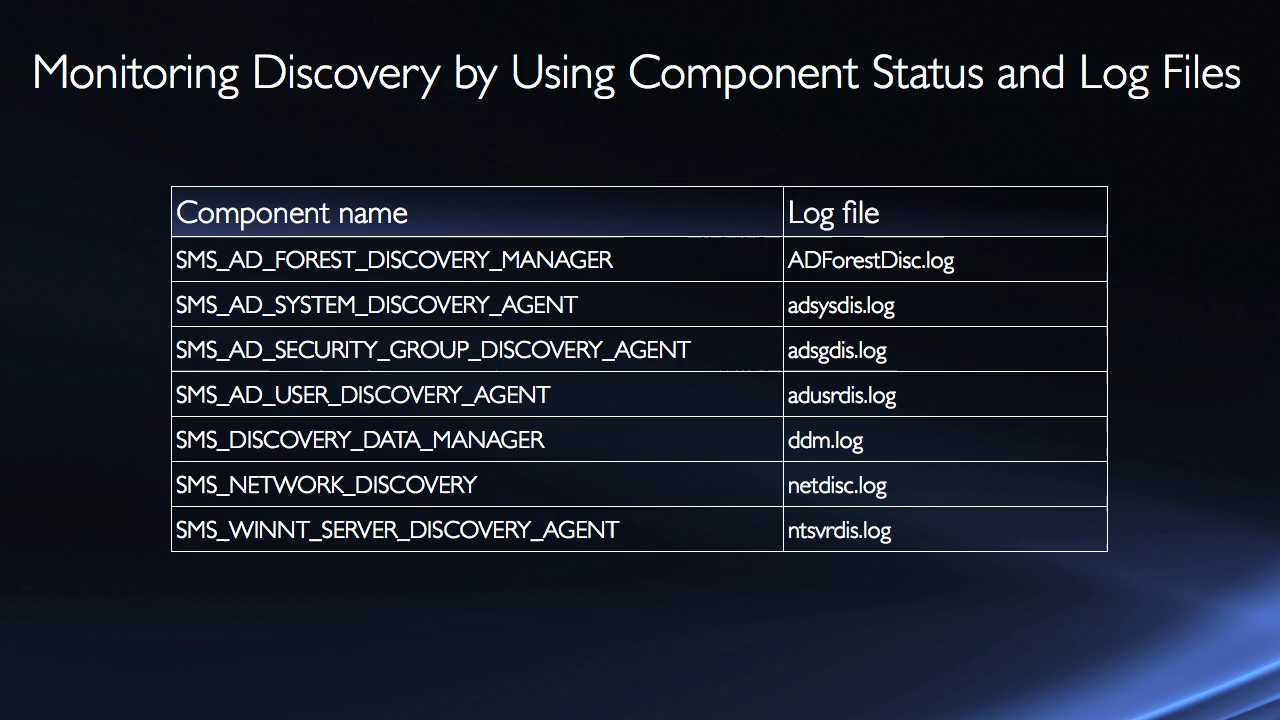 Monitoring Discovery by Using Component Status and Log Files
Component name Log file
SMS_AD_FOREST_DISCOVERY_MANAGER ADForestDisc.log
SMS_AD_SYSTEM_DISCOVERY_AGENT adsysdis.log
SMS_AD_SECURITY_GROUP_DISCOVERY_AGENT adsgdis.log
SMS_AD_USER_DISCOVERY_AGENT adusrdis.log
SMS_DISCOVERY_DATA_MANAGER ddm.log
SMS_NETWORK_DISCOVERY netdisc.log
SMS_WINNT_SERVER_DISCOVERY_AGENT ntsvrdis.log